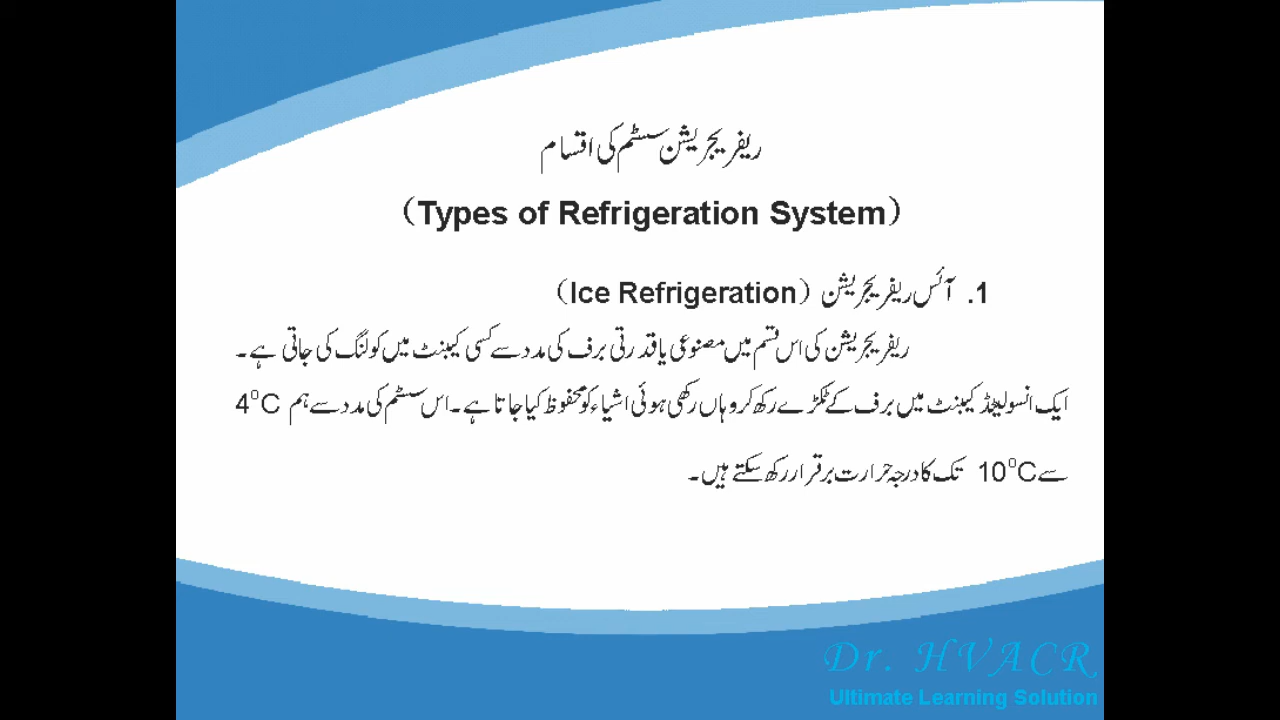 ریفریجریشن سسٹم کی اقسام
(Types of Refrigeration System)
1. آئس ریفریجریشن (Ice Refrigeration)
ریفریجریشن کی اس قسم میں مصنوعی یا قدرتی برف کی مدد سے کسی کیبنٹ میں کولنگ کی جاتی ہے۔
ایک انسولیٹڈ کیبنٹ میں برف کے ٹکڑے رکھ کر وہاں رکھی ہوئی اشیاء کو محفوظ کیا جاتا ہے۔ اس سسٹم کی مدد سے ہم 4⁰C
سے 10⁰C تک کا درجہ حرارت برقرار رکھ سکتے ہیں۔
Dr. HVACR
Ultimate Learning Solution